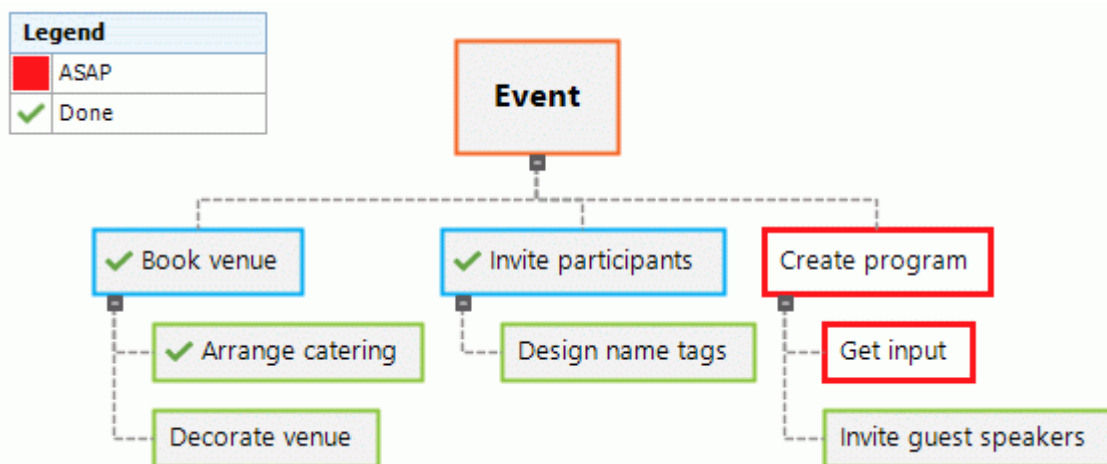 Legend
ASAP
Done
Event
Book venue
Invite participants
Create program
Arrange catering
Design name tags
Get input
Decorate venue
Invite guest speakers